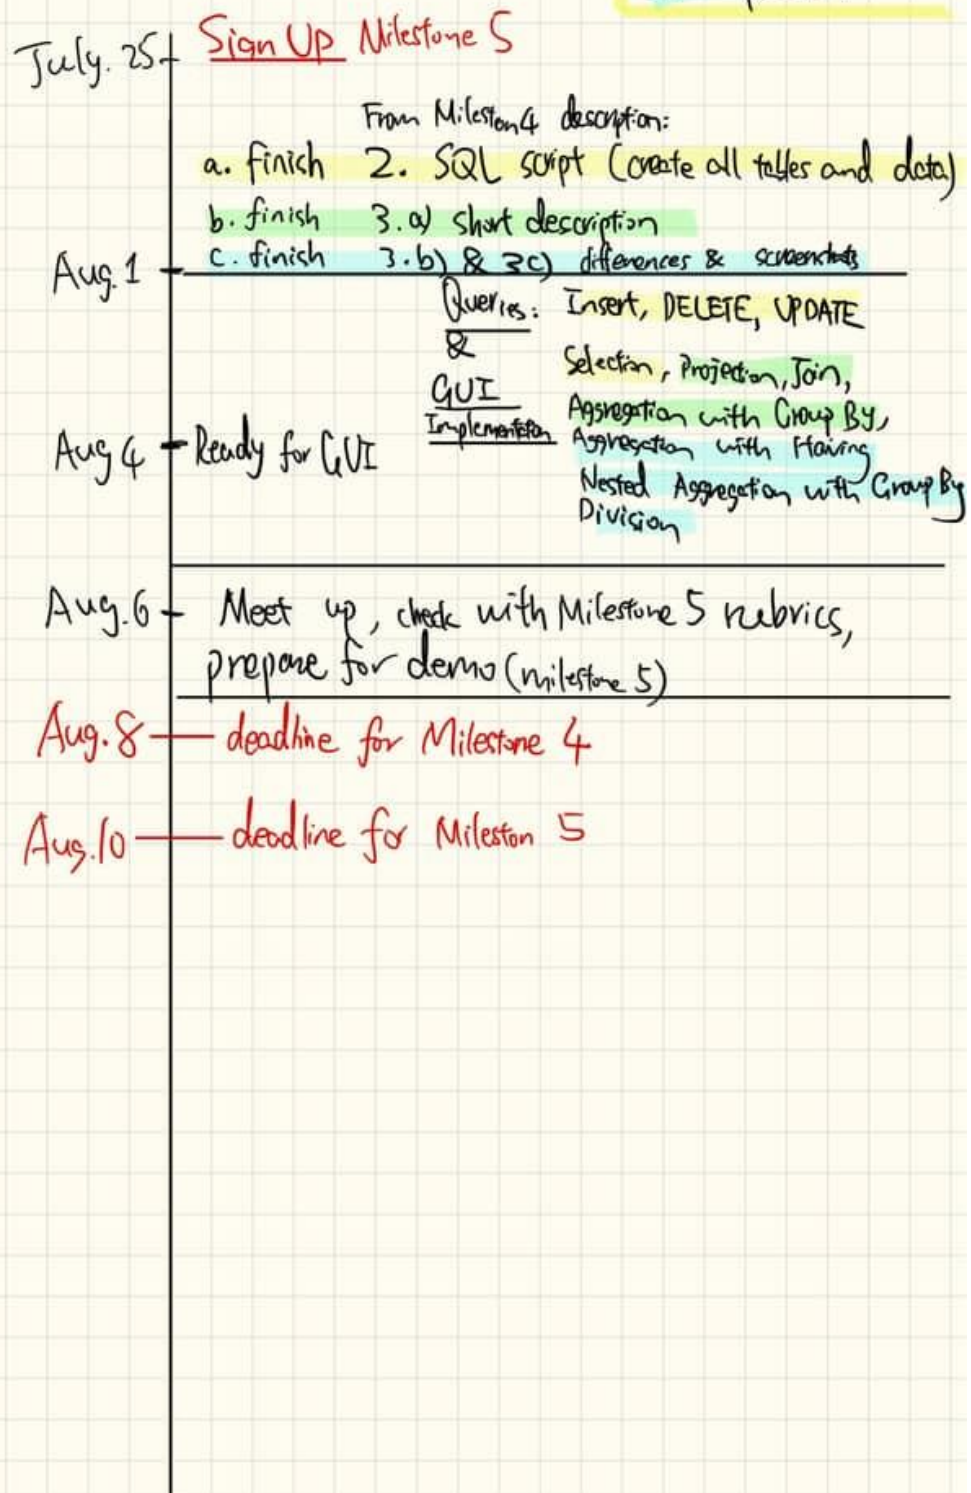 July. 25 Sign Up Milestone 5
From Mileston 4 description:
a. finish 2. SQL script (create all tables and data)
b. finish 3.a) short description
c. finish 3.b) & 3c) differences & screenshots
Aug. 1
Queries: Insert, DELETE, UPDATE
&
Selection, Projection, Join,
GUI
Aggregation with Group By,
Implementation
Aggregation with Having
Aug 4 Ready for GUI
Nested Aggregation with Group By
Division
Aug. 6 Meet up, check with Milestone 5 rubrics,
prepare for demo (milestone 5)
Aug. 8 deadline for Milestone 4
Aug. 10 deadline for Mileston 5